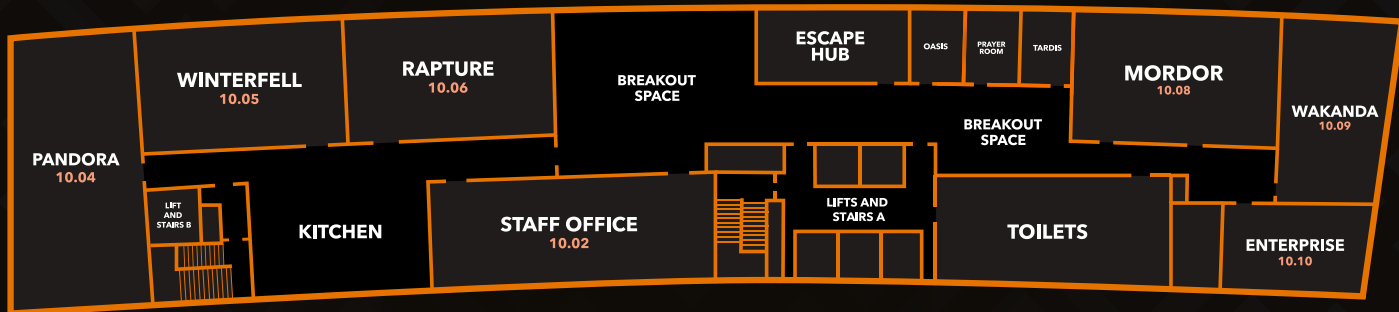 PANDORA
10.04
WINTERFELL
10.05
RAPTURE
10.06
BREAKOUT
SPACE
ESCAPE
HUB
OASIS
PRAYER
ROOM
TARDIS
MORDOR
10.08
WAKANDA
10.09
BREAKOUT
SPACE
LIFT
AND
STAIRS B
KITCHEN
STAFF OFFICE
10.02
LIFTS AND
STAIRS A
TOILETS
ENTERPRISE
10.10